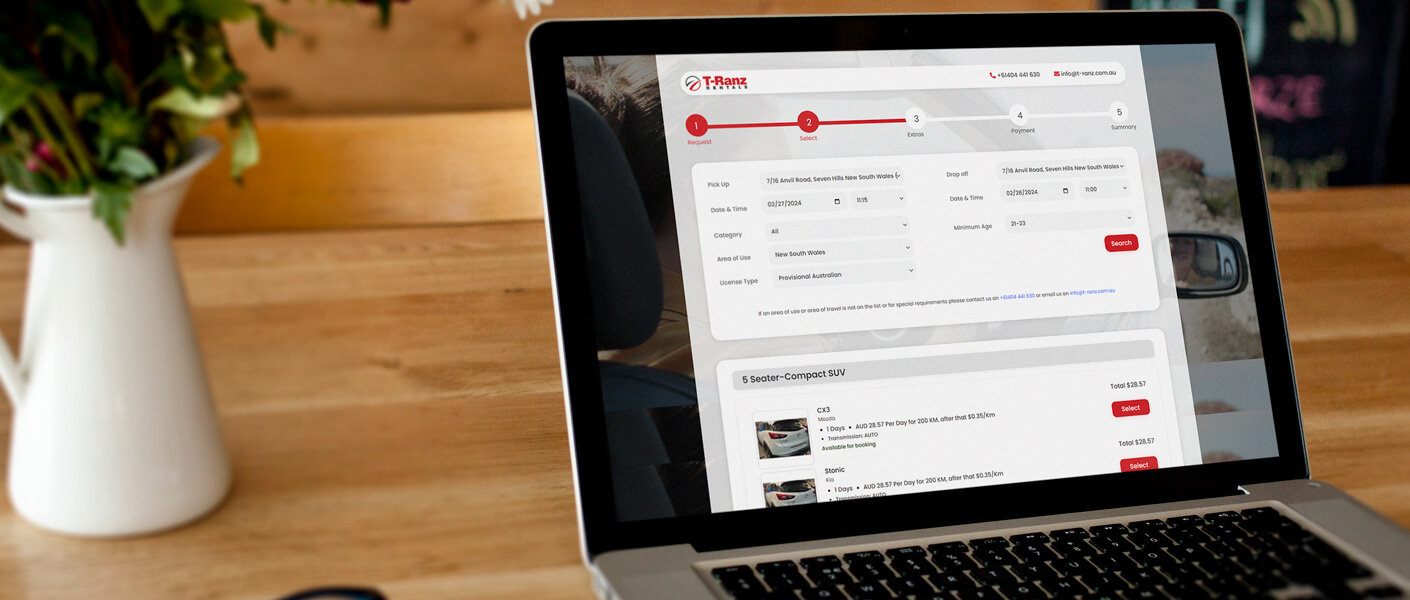 T-Ranz
RENTALS
+61404 441 630
info@t-ranz.com.au
1
2
3
4
5
Request
Select
Extras
Payment
Summary
Pick Up
7/16 Anvil Road, Seven Hills New South Wales (
Drop off
7/16 Anvil Road, Seven Hills New South Wales
Date & Time
02/27/2024
11:15
Date & Time
02/28/2024
11:00
Category
All
Minimum Age
21-23
Area of Use
New South Wales
Search
License Type
Provisional Australian
If an area of use or area of travel is not on the list or for special requirements please contact us on +61404 441 630 or email us on info@t-ranz.com.au
5 Seater-Compact SUV
CX3
Mazda
• 1 Days • AUD 28.57 Per Day for 200 KM, after that $0.35/Km
• Transmission: AUTO
Available for booking
Total $28.57
Select
Stonic
Kia
• 1 Days • AUD 28.57 Per Day for 200 KM, after that $0.35/Km
• Transmission: AUTO
Total $28.57
Select